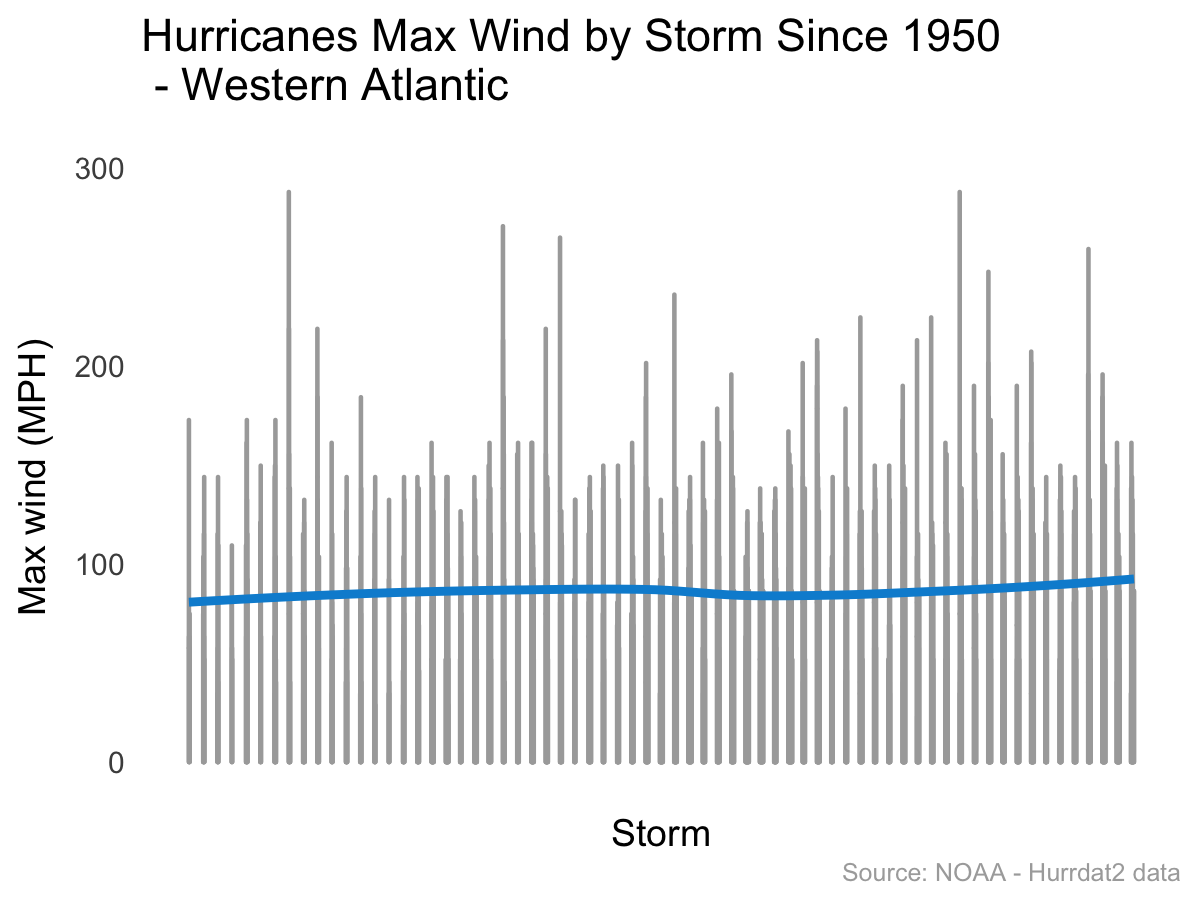 Hurricanes Max Wind by Storm Since 1950
- Western Atlantic
300
200
100
0
Max wind (MPH)
Storm
Source: NOAA - Hurrdat2 data